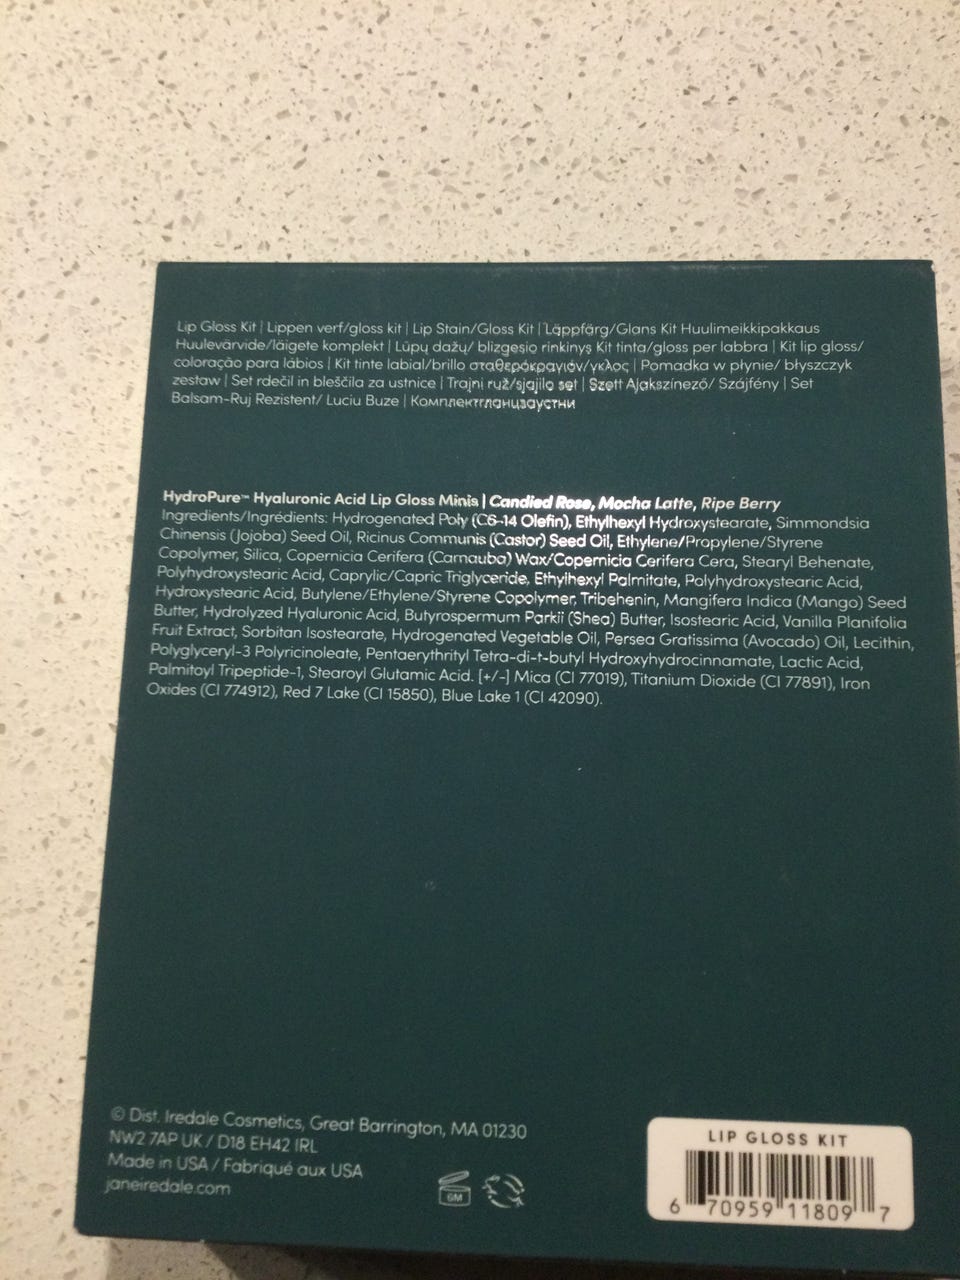 Lip Gloss Kit | Lippen verf/gloss kit | Lip Stain/Gloss Kit | Läppfärg/Glans Kit Huulimeikkipakkaus
Huulevärvide/läigete komplekt | Lūpų dažų/ blizgesio rinkinys Kit tinta/gloss per labbra | Kit lip gloss/
coloração para lábios | Kit tinte labial/brillo σταθερόκραγιόν/γκλος | Pomadka w płynie/ błyszczyk
zestaw | Set rdečil in bleščila za ustnice | Trajni ruž/sjajilo set | Szett Ajakszínező/ Szájfény | Set
Balsam-Ruj Rezistent/ Luciu Buze | Комплектгланцзаустни
HydroPure™ Hyaluronic Acid Lip Gloss Minis | Candied Rose, Mocha Latte, Ripe Berry
Ingredients/Ingrédients: Hydrogenated Poly (C6-14 Olefin), Ethylhexyl Hydroxystearate, Simmondsia
Chinensis (Jojoba) Seed Oil, Ricinus Communis (Castor) Seed Oil, Ethylene/Propylene/Styrene
Copolymer, Silica, Copernicia Cerifera (Carnauba) Wax/Copernicia Cerifera Cera, Stearyl Behenate,
Polyhydroxystearic Acid, Caprylic/Capric Triglyceride, Ethylhexyl Palmitate, Polyhydroxystearic Acid,
Hydroxystearic Acid, Butylene/Ethylene/Styrene Copolymer, Tribehenin, Mangifera Indica (Mango) Seed
Butter, Hydrolyzed Hyaluronic Acid, Butyrospermum Parkii (Shea) Butter, Isostearic Acid, Vanilla Planifolia
Fruit Extract, Sorbitan Isostearate, Hydrogenated Vegetable Oil, Persea Gratissima (Avocado) Oil, Lecithin,
Polyglyceryl-3 Polyricinoleate, Pentaerythrityl Tetra-di-t-butyl Hydroxyhydrocinnamate, Lactic Acid,
Palmitoyl Tripeptide-1, Stearoyl Glutamic Acid. [+/-] Mica (CI 77019), Titanium Dioxide (CI 77891), Iron
Oxides (CI 774912), Red 7 Lake (CI 15850), Blue Lake 1 (CI 42090).
© Dist. Iredale Cosmetics, Great Barrington, MA 01230
NW2 7AP UK / D18 EH42 IRL
Made in USA / Fabriqué aux USA
janeiredale.com
6M
LIP GLOSS KIT
6 70959 11809 7